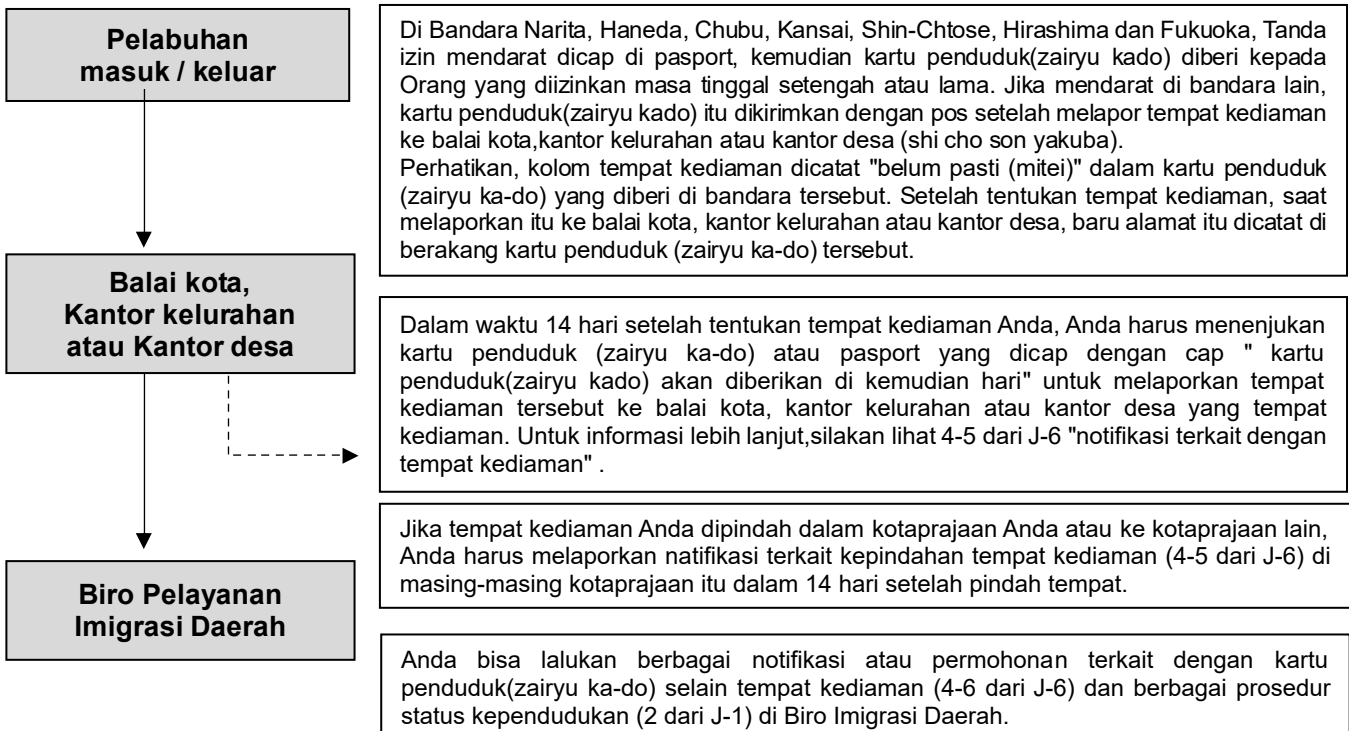 Pelabuhan
masuk / keluar
Di Bandara Narita, Haneda, Chubu, Kansai, Shin-Chtose, Hirashima dan Fukuoka, Tanda
izin mendarat dicap di pasport, kemudian kartu penduduk(zairyu kado) diberi kepada
Orang yang diizinkan masa tinggal setengah atau lama. Jika mendarat di bandara lain,
kartu penduduk(zairyu kado) itu dikirimkan dengan pos setelah melapor tempat kediaman
ke balai kota,kantor kelurahan atau kantor desa (shi cho son yakuba).
Perhatikan, kolom tempat kediaman dicatat "belum pasti (mitei)" dalam kartu penduduk
(zairyu ka-do) yang diberi di bandara tersebut. Setelah tentukan tempat kediaman, saat
melaporkan itu ke balai kota, kantor kelurahan atau kantor desa, baru alamat itu dicatat di
berakang kartu penduduk (zairyu ka-do) tersebut.
Balai kota,
Kantor kelurahan
atau Kantor desa
Dalam waktu 14 hari setelah tentukan tempat kediaman Anda, Anda harus menenjukan
kartu penduduk (zairyu ka-do) atau pasport yang dicap dengan cap " kartu
penduduk(zairyu kado) akan diberikan di kemudian hari" untuk melaporkan tempat
kediaman tersebut ke balai kota, kantor kelurahan atau kantor desa yang tempat
kediaman. Untuk informasi lebih lanjut,silakan lihat 4-5 dari J-6 "notifikasi terkait dengan
tempat kediaman" .
Jika tempat kediaman Anda dipindah dalam kotaprajaan Anda atau ke kotaprajaan lain,
Anda harus melaporkan natifikasi terkait kepindahan tempat kediaman (4-5 dari J-6) di
masing-masing kotaprajaan itu dalam 14 hari setelah pindah tempat.
Biro Pelayanan
Imigrasi Daerah
Anda bisa lalukan berbagai notifikasi atau permohonan terkait dengan kartu
penduduk(zairyu ka-do) selain tempat kediaman (4-6 dari J-6) dan berbagai prosedur
status kependudukan (2 dari J-1) di Biro Imigrasi Daerah.